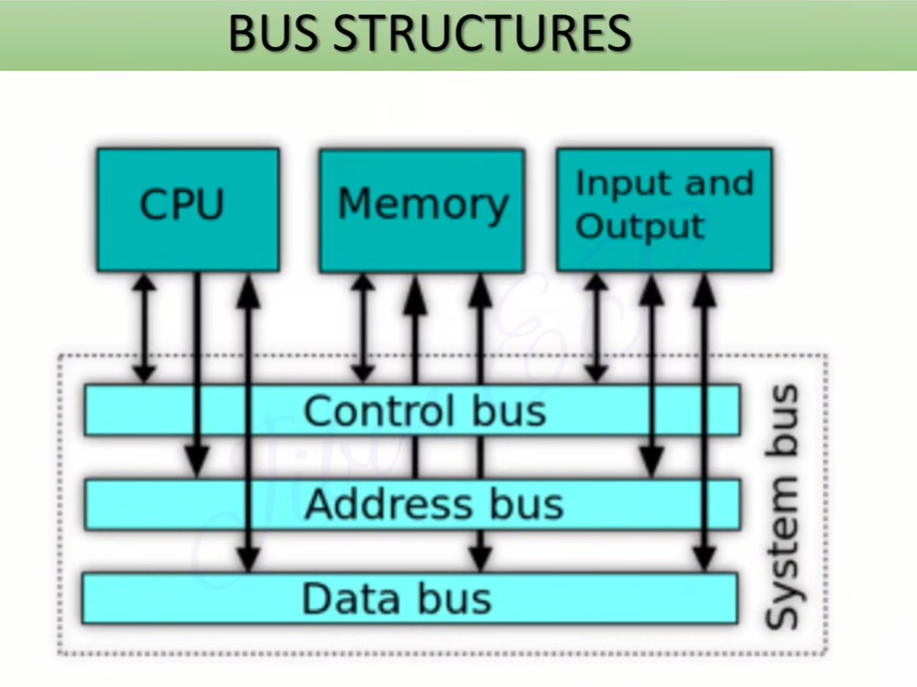 BUS STRUCTURES
CPU
Memory
Input and
Output
Control bus
Address bus
Data bus
System bus